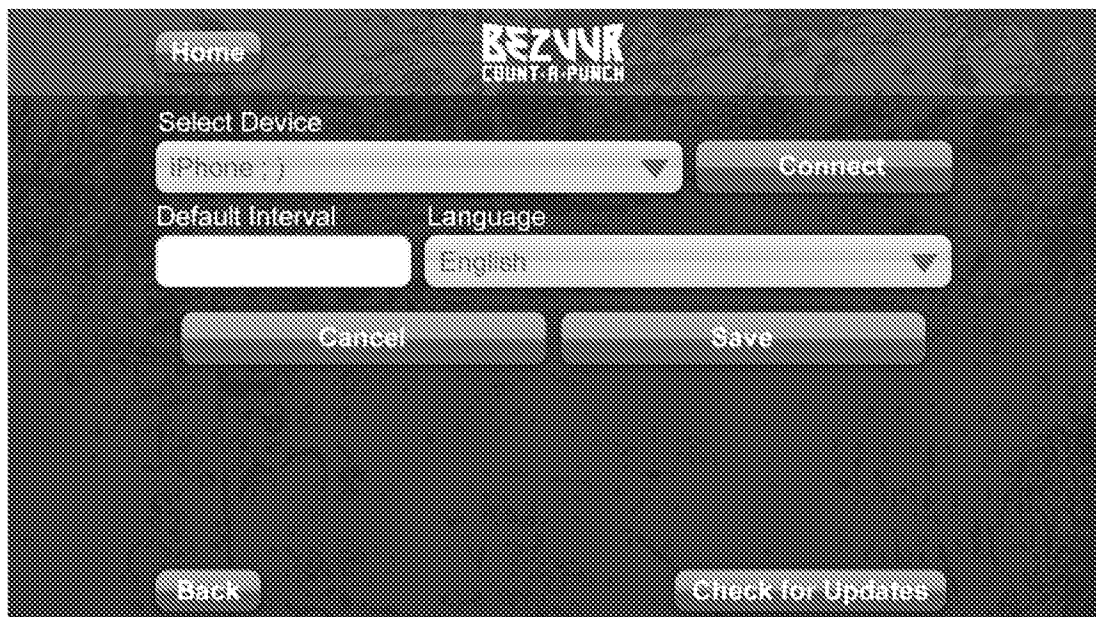 Home
BEZVVR
COUNT·A·PUNCH
Select Device
iPhone ; )
Connect
Default Interval
Language
English
Cancel
Save
Back
Check for Updates